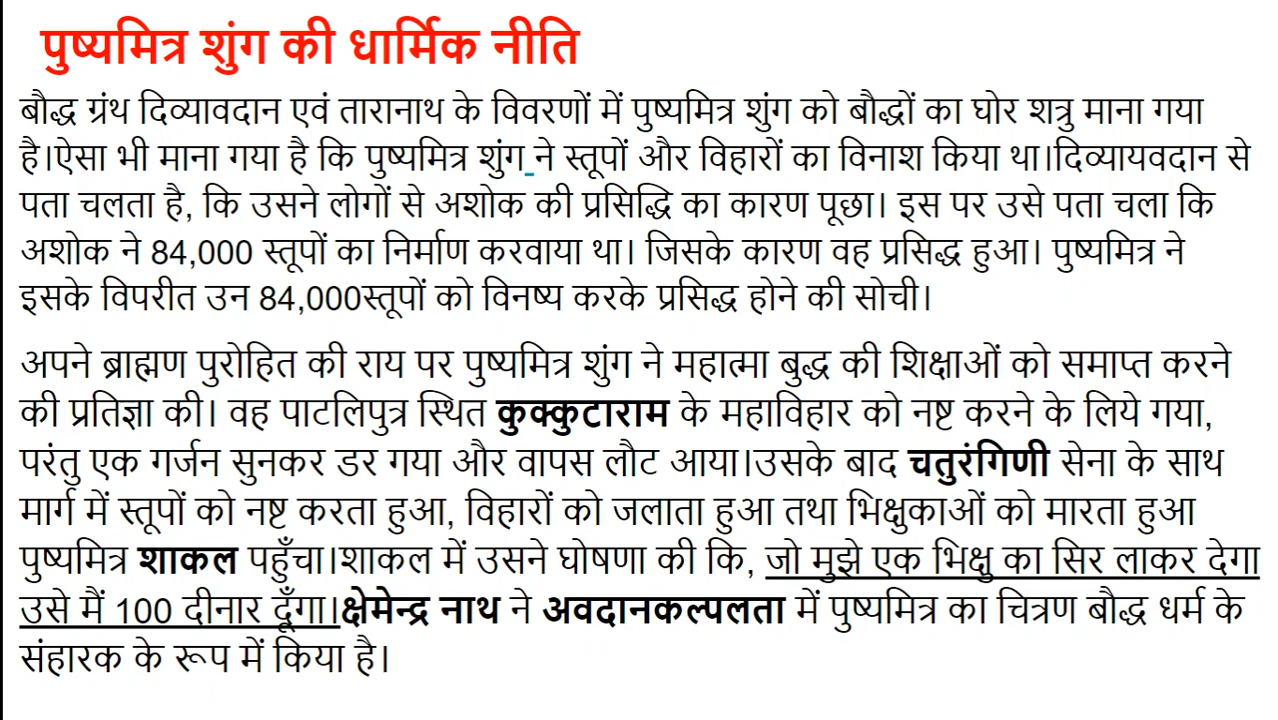 पुष्यमित्र शुंग की धार्मिक नीति
बौद्ध ग्रंथ दिव्यावदान एवं तारानाथ के विवरणों में पुष्यमित्र शुंग को बौद्धों का घोर शत्रु माना गया
है।ऐसा भी माना गया है कि पुष्यमित्र शुंग ने स्तूपों और विहारों का विनाश किया था।दिव्यायवदान से
पता चलता है, कि उसने लोगों से अशोक की प्रसिद्धि का कारण पूछा। इस पर उसे पता चला कि
अशोक ने 84,000 स्तूपों का निर्माण करवाया था। जिसके कारण वह प्रसिद्ध हुआ। पुष्यमित्र ने
इसके विपरीत उन 84,000स्तूपों को विनष्य करके प्रसिद्ध होने की सोची।
अपने ब्राह्मण पुरोहित की राय पर पुष्यमित्र शुंग ने महात्मा बुद्ध की शिक्षाओं को समाप्त करने
की प्रतिज्ञा की। वह पाटलिपुत्र स्थित कुक्कुटाराम के महाविहार को नष्ट करने के लिये गया,
परंतु एक गर्जन सुनकर डर गया और वापस लौट आया।उसके बाद चतुरंगिणी सेना के साथ
मार्ग में स्तूपों को नष्ट करता हुआ, विहारों को जलाता हुआ तथा भिक्षुकाओं को मारता हुआ
पुष्यमित्र शाकल पहुँचा।शाकल में उसने घोषणा की कि, जो मुझे एक भिक्षु का सिर लाकर देगा
उसे मैं 100 दीनार दूँगा।क्षेमेन्द्र नाथ ने अवदानकल्पलता में पुष्यमित्र का चित्रण बौद्ध धर्म के
संहारक के रूप में किया है।